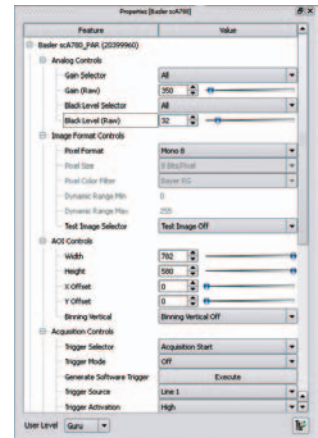 Properties [Basler scA780]
Feature Value
Basler scA780_PAR (20399960)
Analog Controls
Gain Selector All
Gain (Raw) 350
Black Level Selector All
Black Level (Raw) 32
Image Format Controls
Pixel Format Mono 8
Pixel Size 8 Bits/Pixel
Pixel Color Filter Bayer RG
Dynamic Range Min 0
Dynamic Range Max 255
Test Image Selector Test Image Off
AOI Controls
Width 782
Height 580
X Offset 0
Y Offset 0
Binning Vertical Binning Vertical Off
Acquisition Controls
Trigger Selector Acquisition Start
Trigger Mode Off
Generate Software Trigger Execute
Trigger Source Line 1
Trigger Activation High
User Level Guru